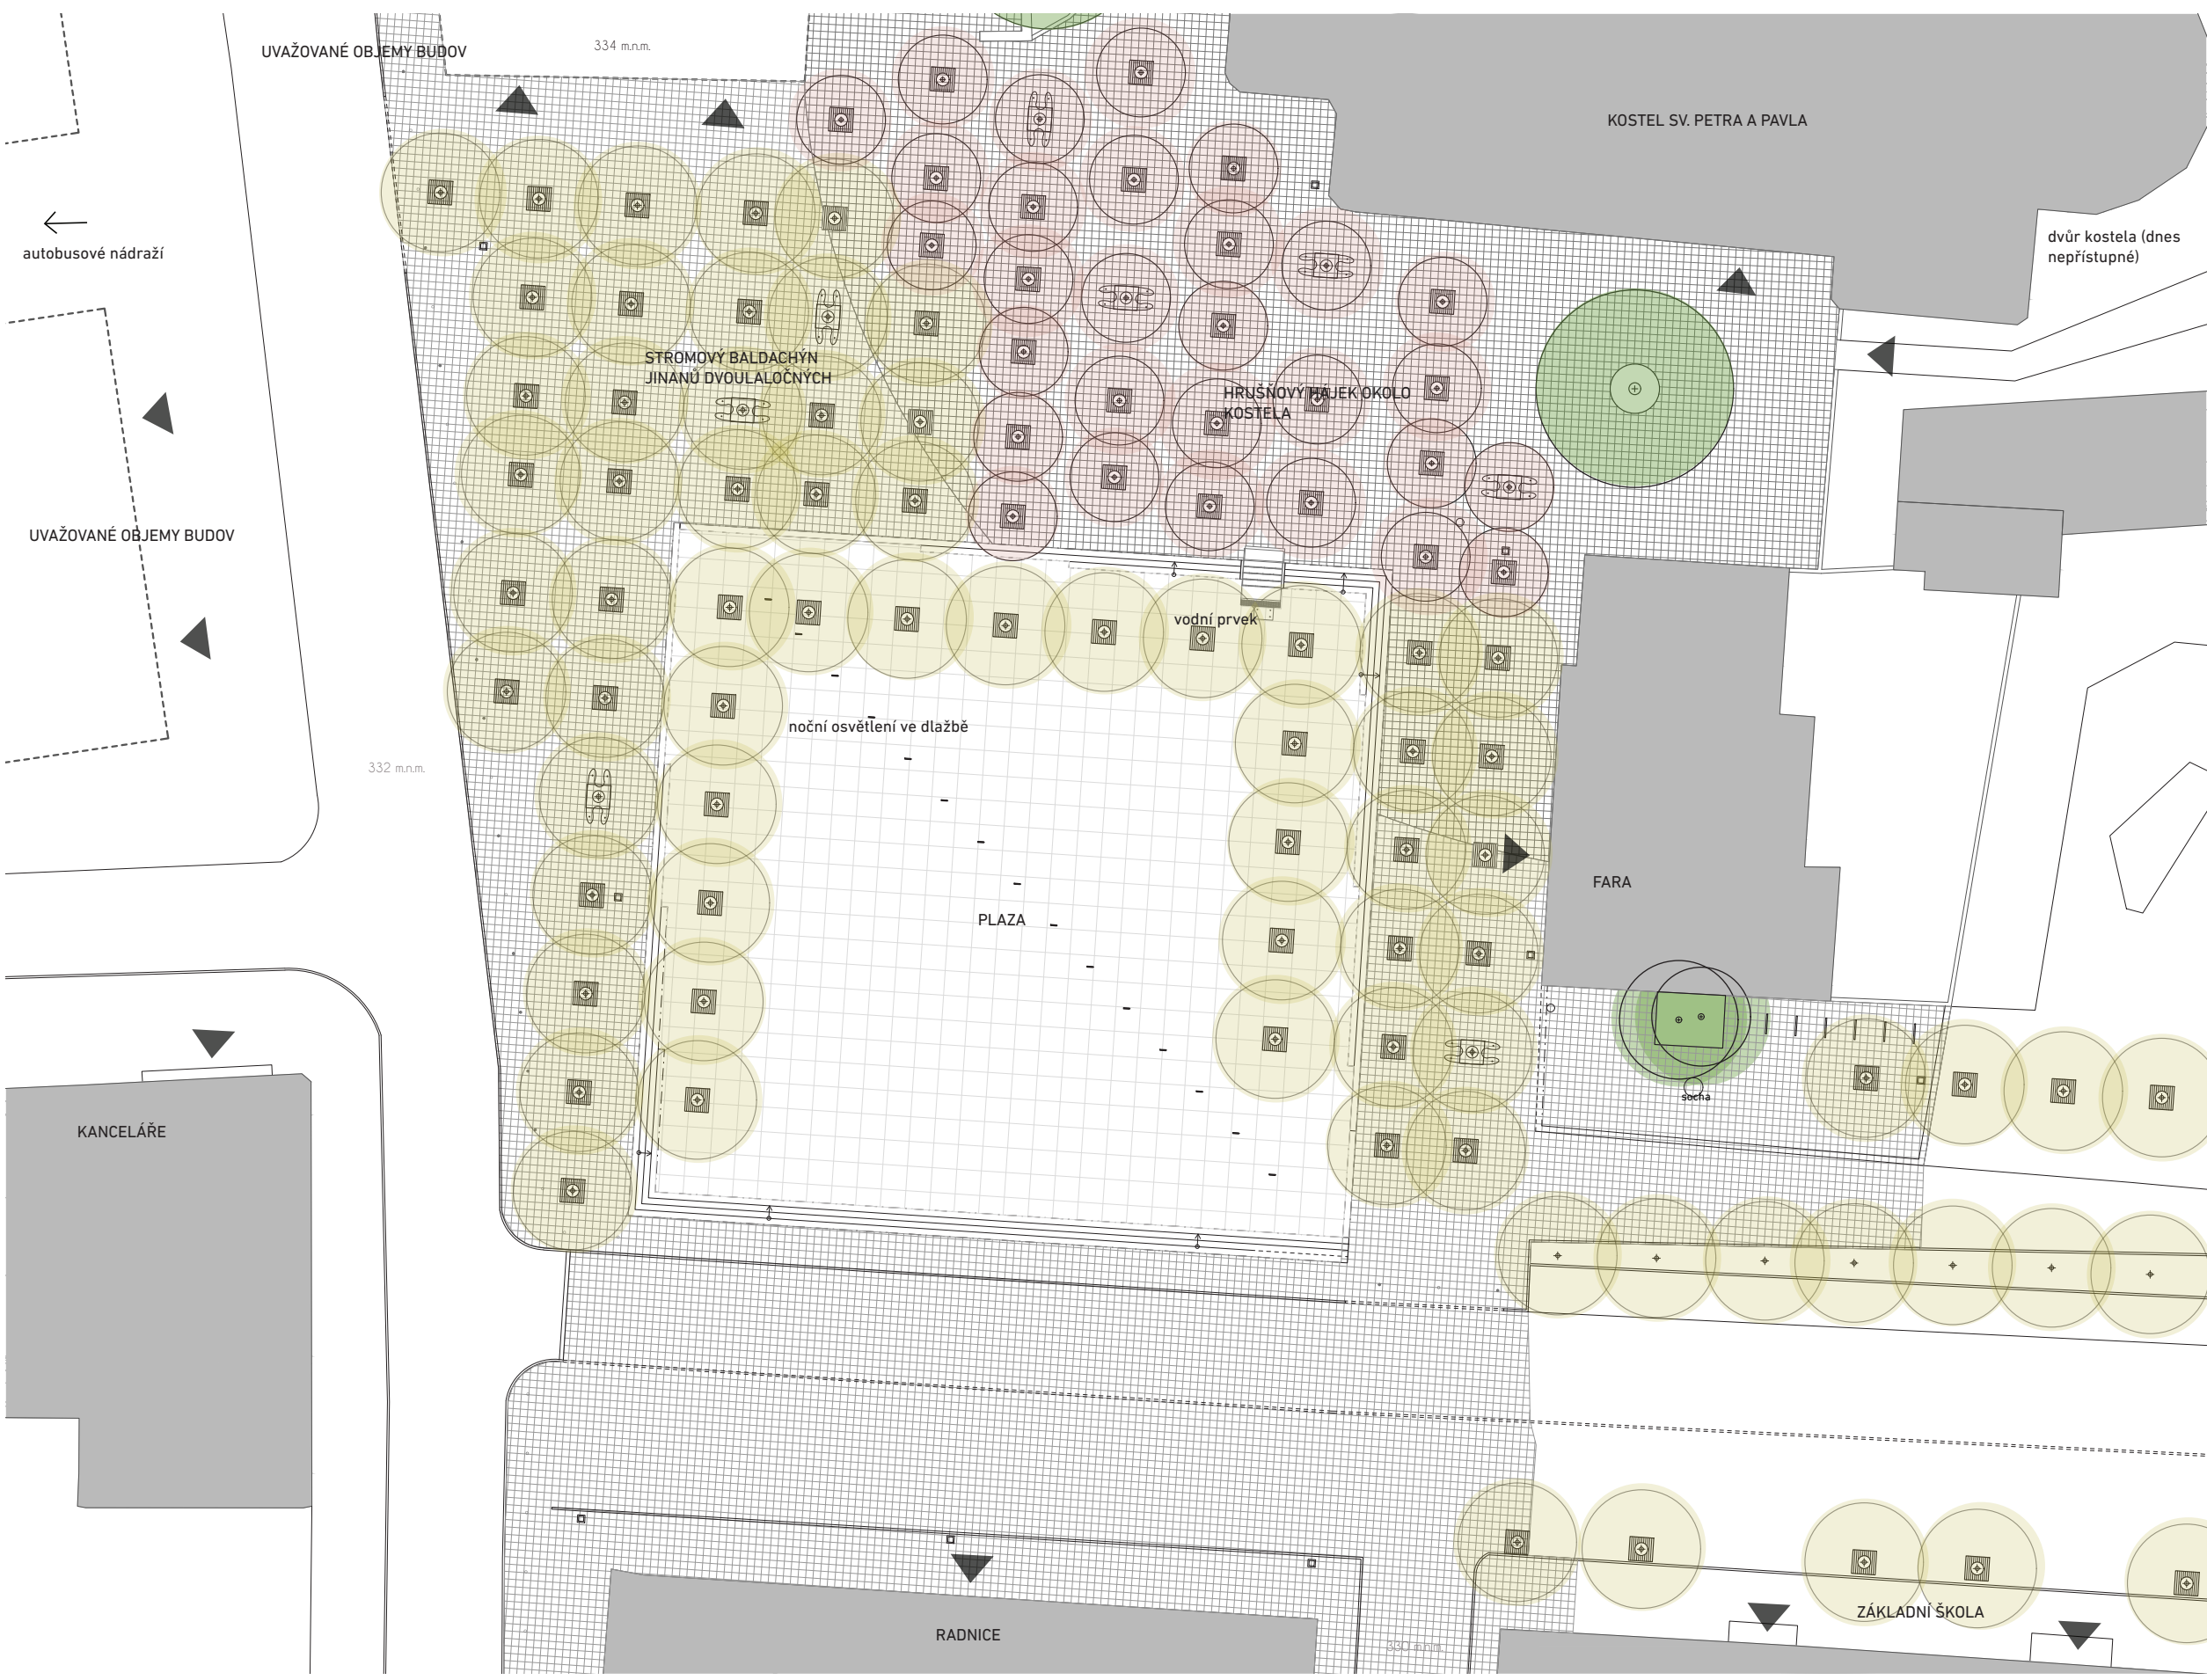 UVAŽOVANÉ OBJEMY BUDOV
334 m.n.m.
KOSTEL SV. PETRA A PAVLA
autobusové nádraží
dvůr kostela (dnes
nepřístupné)
STROMOVÝ BALDACHÝN
JINANŮ DVOULALOČNÝCH
HRUŠŇOVÝ HÁJEK OKOLO
KOSTELA
UVAŽOVANÉ OBJEMY BUDOV
vodní prvek
noční osvětlení ve dlažbě
332 m.n.m.
FARA
PLAZA
socha
KANCELÁŘE
ZÁKLADNÍ ŠKOLA
RADNICE
330 m.n.m.